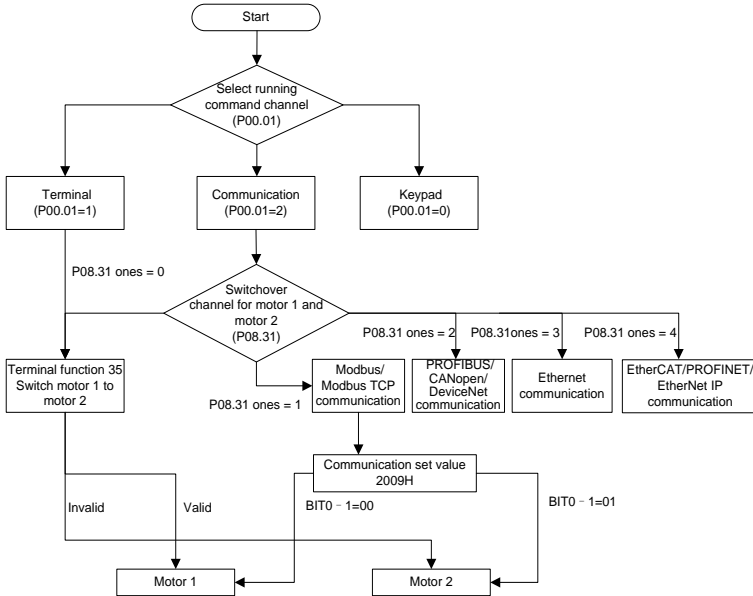 Start
Select running
command channel
(P00.01)
Terminal
(P00.01=1)
Communication
(P00.01=2)
Keypad
(P00.01=0)
P08.31 ones = 0
Switchover
channel for motor 1 and
motor 2
(P08.31)
P08.31 ones = 2
P08.31ones = 3
P08.31 ones = 4
Terminal function 35
Switch motor 1 to
motor 2
P08.31 ones = 1
Modbus/
Modbus TCP
communication
PROFIBUS/
CANopen/
DeviceNet
communication
Ethernet
communication
EtherCAT/PROFINET/
EtherNet IP
communication
Communication set value
2009H
Invalid
Valid
BIT0 - 1=00
BIT0 - 1=01
Motor 1
Motor 2